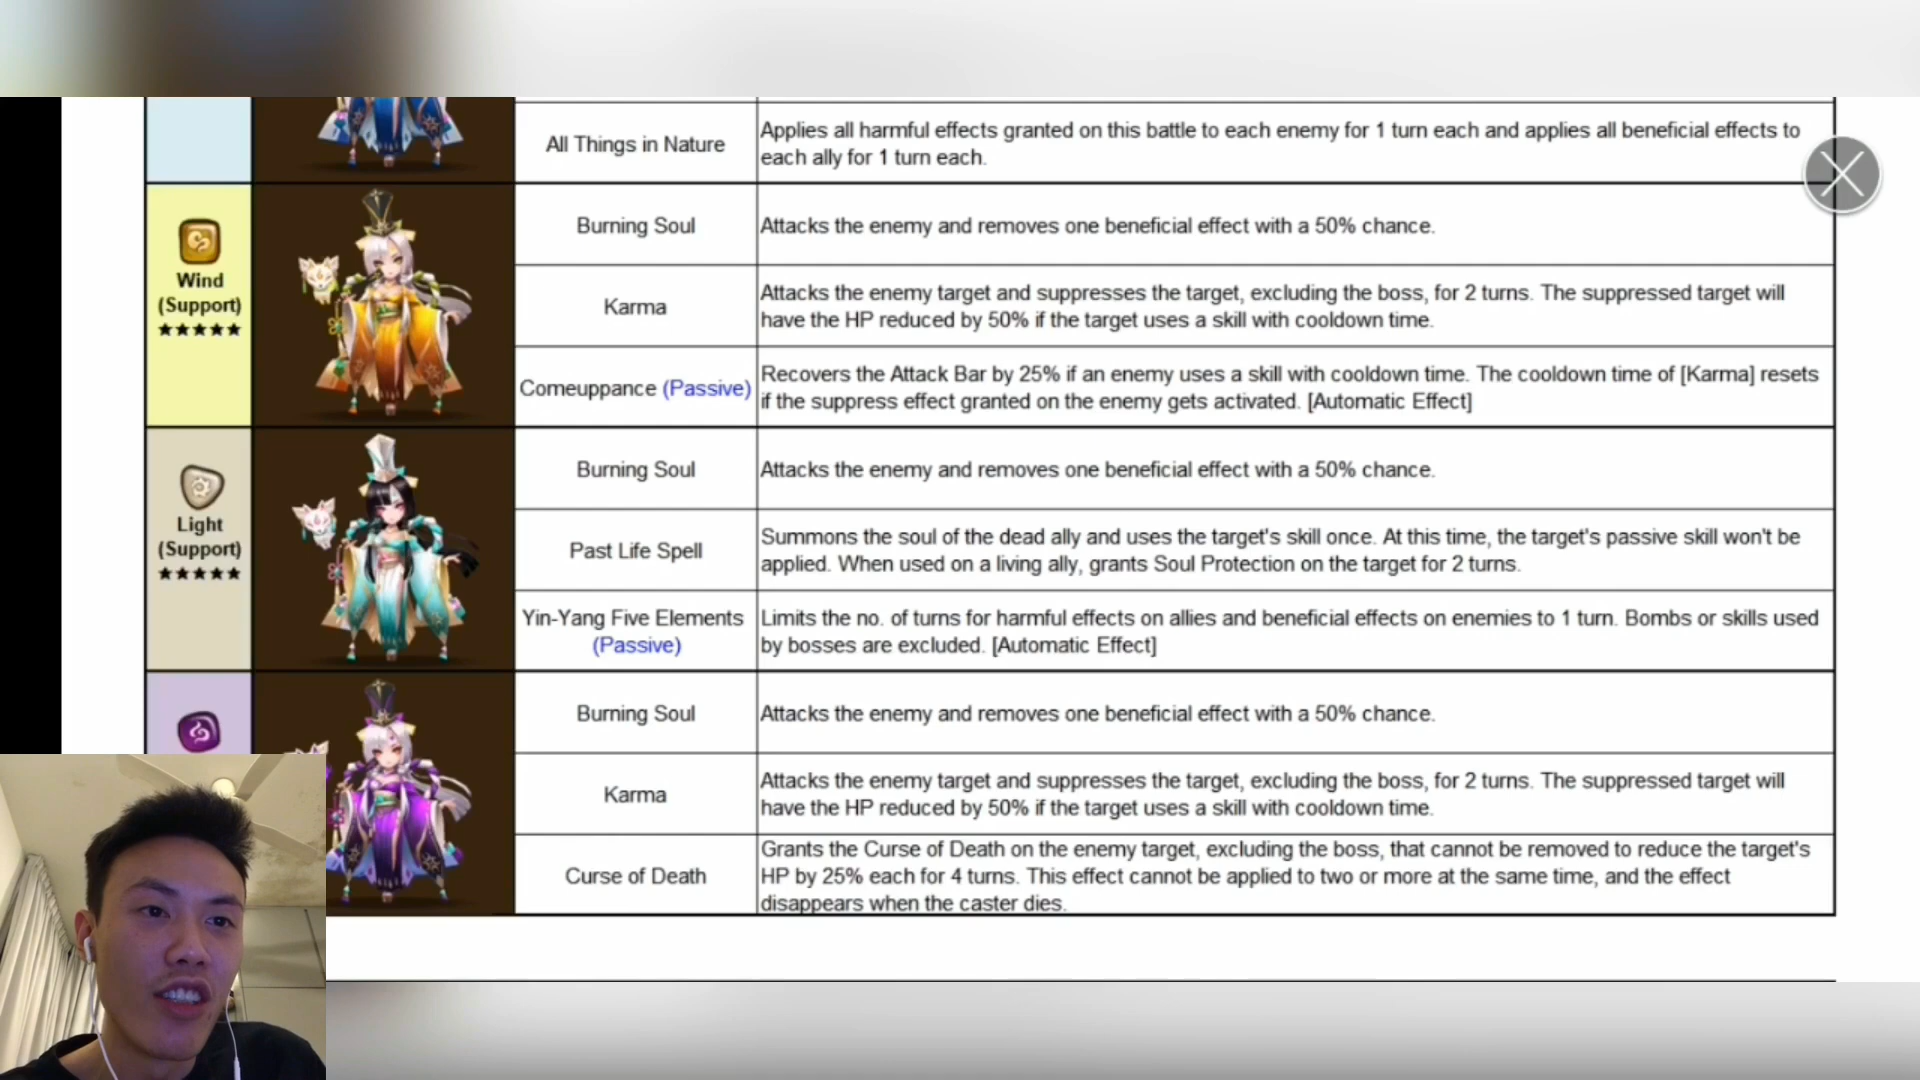 All Things in Nature
Applies all harmful effects granted on this battle to each enemy for 1 turn each and applies all beneficial effects to
each ally for 1 turn each.
Wind
(Support)
★★★★★
Burning Soul
Attacks the enemy and removes one beneficial effect with a 50% chance.
Karma
Attacks the enemy target and suppresses the target, excluding the boss, for 2 turns. The suppressed target will
have the HP reduced by 50% if the target uses a skill with cooldown time.
Comeuppance (Passive)
Recovers the Attack Bar by 25% if an enemy uses a skill with cooldown time. The cooldown time of [Karma] resets
if the suppress effect granted on the enemy gets activated. [Automatic Effect]
Light
(Support)
★★★★★
Burning Soul
Attacks the enemy and removes one beneficial effect with a 50% chance.
Past Life Spell
Summons the soul of the dead ally and uses the target's skill once. At this time, the target's passive skill won't be
applied. When used on a living ally, grants Soul Protection on the target for 2 turns.
Yin-Yang Five Elements
(Passive)
Limits the no. of turns for harmful effects on allies and beneficial effects on enemies to 1 turn. Bombs or skills used
by bosses are excluded. [Automatic Effect]
Burning Soul
Attacks the enemy and removes one beneficial effect with a 50% chance.
Karma
Attacks the enemy target and suppresses the target, excluding the boss, for 2 turns. The suppressed target will
have the HP reduced by 50% if the target uses a skill with cooldown time.
Curse of Death
Grants the Curse of Death on the enemy target, excluding the boss, that cannot be removed to reduce the target's
HP by 25% each for 4 turns. This effect cannot be applied to two or more at the same time, and the effect
disappears when the caster dies.